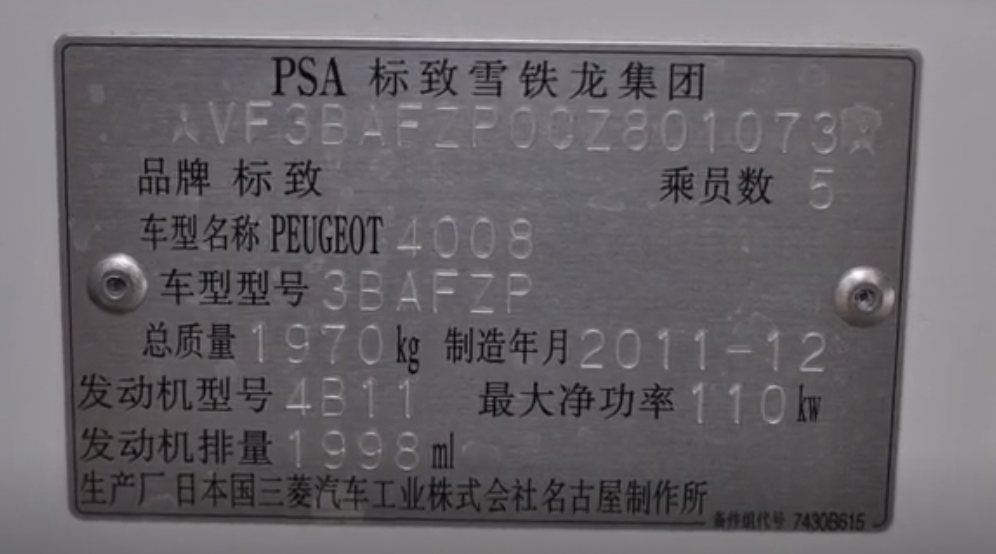 PSA 标致雪铁龙集团
☆VF3BAFZP0CZ801073☆
品牌 标致 乘员数 5
车型名称 PEUGEOT 4008
车型型号 3BAFZP
总质量 1970 kg 制造年月 2011-12
发动机型号 4B11 最大净功率 110 kw
发动机排量 1998 ml
生产厂 日本国三菱汽车工业株式会社名古屋制作所
备件组代号 7430B615